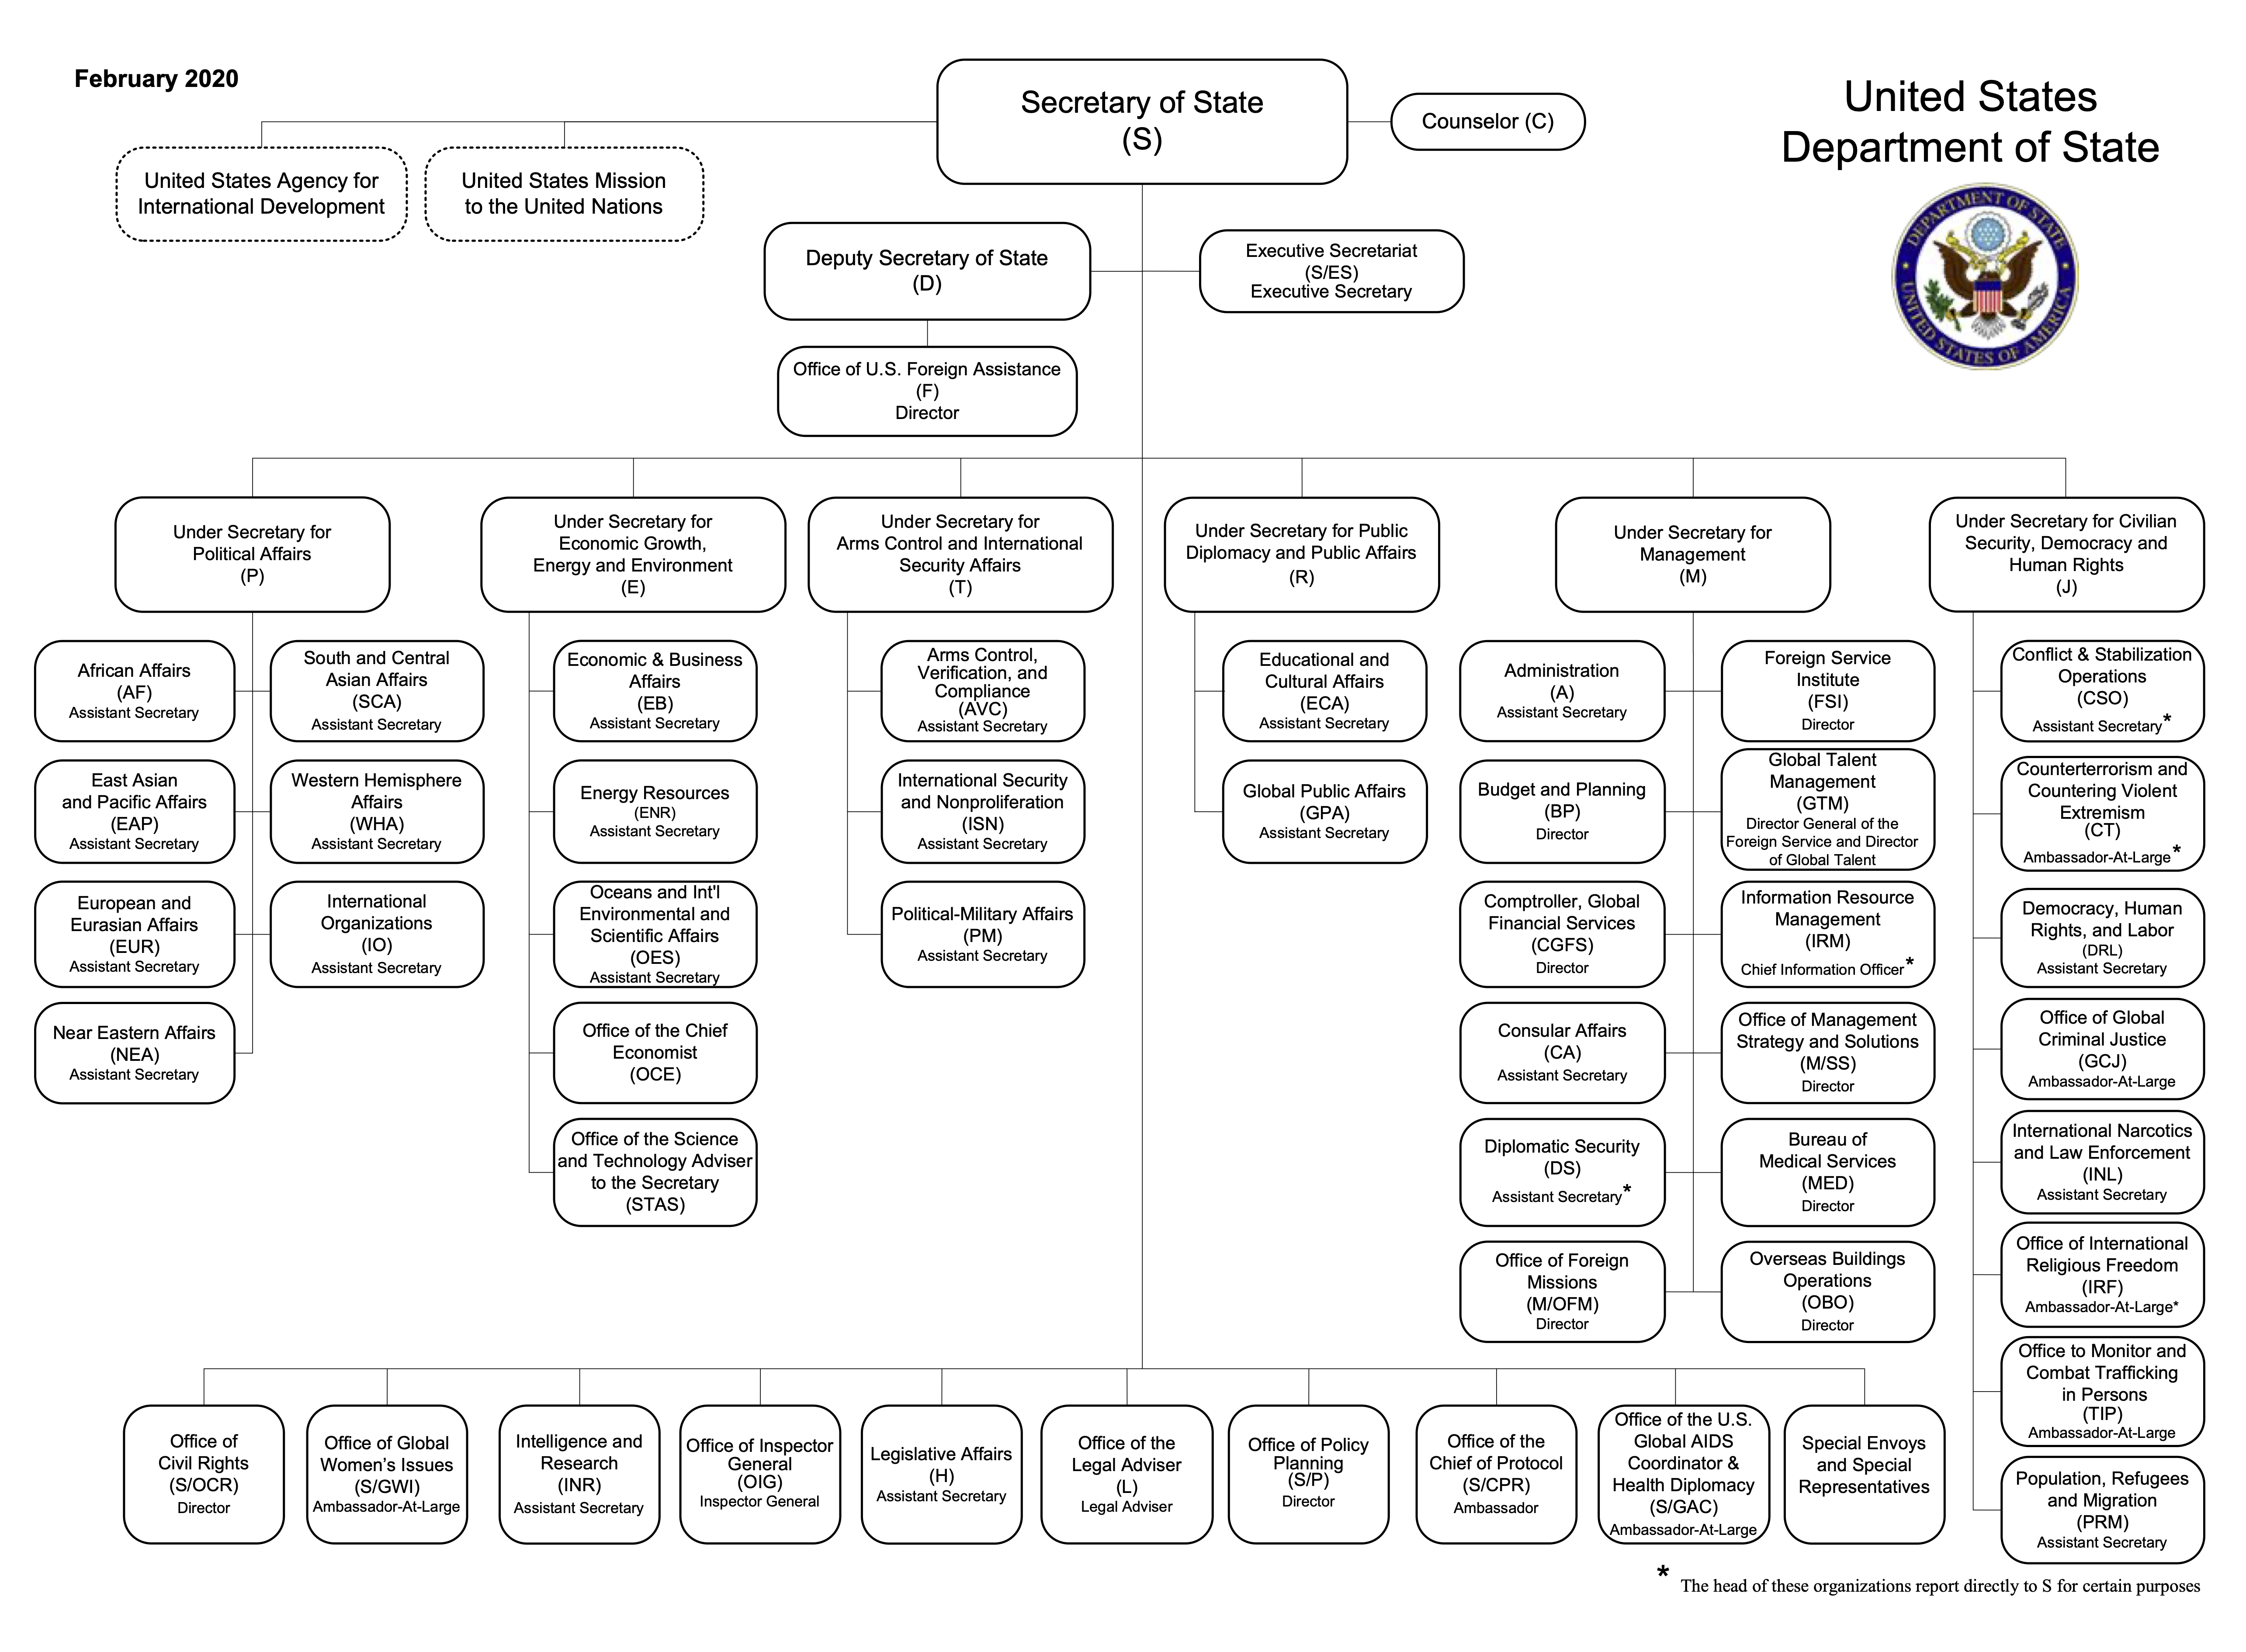 February 2020
United States
Department of State
DEPARTMENT OF STATE
UNITED STATES OF AMERICA
Secretary of State
(S)
Counselor (C)
United States Agency for
International Development
United States Mission
to the United Nations
Deputy Secretary of State
(D)
Executive Secretariat
(S/ES)
Executive Secretary
Office of U.S. Foreign Assistance
(F)
Director
Under Secretary for
Political Affairs
(P)
Under Secretary for
Economic Growth,
Energy and Environment
(E)
Under Secretary for
Arms Control and International
Security Affairs
(T)
Under Secretary for Public
Diplomacy and Public Affairs
(R)
Under Secretary for
Management
(M)
Under Secretary for Civilian
Security, Democracy and
Human Rights
(J)
African Affairs
(AF)
Assistant Secretary
South and Central
Asian Affairs
(SCA)
Assistant Secretary
East Asian
and Pacific Affairs
(EAP)
Assistant Secretary
Western Hemisphere
Affairs
(WHA)
Assistant Secretary
European and
Eurasian Affairs
(EUR)
Assistant Secretary
International
Organizations
(IO)
Assistant Secretary
Near Eastern Affairs
(NEA)
Assistant Secretary
Economic & Business
Affairs
(EB)
Assistant Secretary
Energy Resources
(ENR)
Assistant Secretary
Oceans and Int'l
Environmental and
Scientific Affairs
(OES)
Assistant Secretary
Office of the Chief
Economist
(OCE)
Office of the Science
and Technology Adviser
to the Secretary
(STAS)
Arms Control,
Verification, and
Compliance
(AVC)
Assistant Secretary
International Security
and Nonproliferation
(ISN)
Assistant Secretary
Political-Military Affairs
(PM)
Assistant Secretary
Educational and
Cultural Affairs
(ECA)
Assistant Secretary
Global Public Affairs
(GPA)
Assistant Secretary
Administration
(A)
Assistant Secretary
Foreign Service
Institute
(FSI)
Director
Budget and Planning
(BP)
Director
Global Talent
Management
(GTM)
Director General of the
Foreign Service and Director
of Global Talent
Comptroller, Global
Financial Services
(CGFS)
Director
Information Resource
Management
(IRM)
Chief Information Officer*
Consular Affairs
(CA)
Assistant Secretary
Office of Management
Strategy and Solutions
(M/SS)
Director
Diplomatic Security
(DS)
Assistant Secretary*
Bureau of
Medical Services
(MED)
Director
Office of Foreign
Missions
(M/OFM)
Director
Overseas Buildings
Operations
(OBO)
Director
Conflict & Stabilization
Operations
(CSO)
Assistant Secretary*
Counterterrorism and
Countering Violent
Extremism
(CT)
Ambassador-At-Large*
Democracy, Human
Rights, and Labor
(DRL)
Assistant Secretary
Office of Global
Criminal Justice
(GCJ)
Ambassador-At-Large
International Narcotics
and Law Enforcement
(INL)
Assistant Secretary
Office of International
Religious Freedom
(IRF)
Ambassador-At-Large*
Office to Monitor and
Combat Trafficking
in Persons
(TIP)
Ambassador-At-Large
Population, Refugees
and Migration
(PRM)
Assistant Secretary
Office of
Civil Rights
(S/OCR)
Director
Office of Global
Women’s Issues
(S/GWI)
Ambassador-At-Large
Intelligence and
Research
(INR)
Assistant Secretary
Office of Inspector
General
(OIG)
Inspector General
Legislative Affairs
(H)
Assistant Secretary
Office of the
Legal Adviser
(L)
Legal Adviser
Office of Policy
Planning
(S/P)
Director
Office of the
Chief of Protocol
(S/CPR)
Ambassador
Office of the U.S.
Global AIDS
Coordinator &
Health Diplomacy
(S/GAC)
Ambassador-At-Large
Special Envoys
and Special
Representatives
* The head of these organizations report directly to S for certain purposes